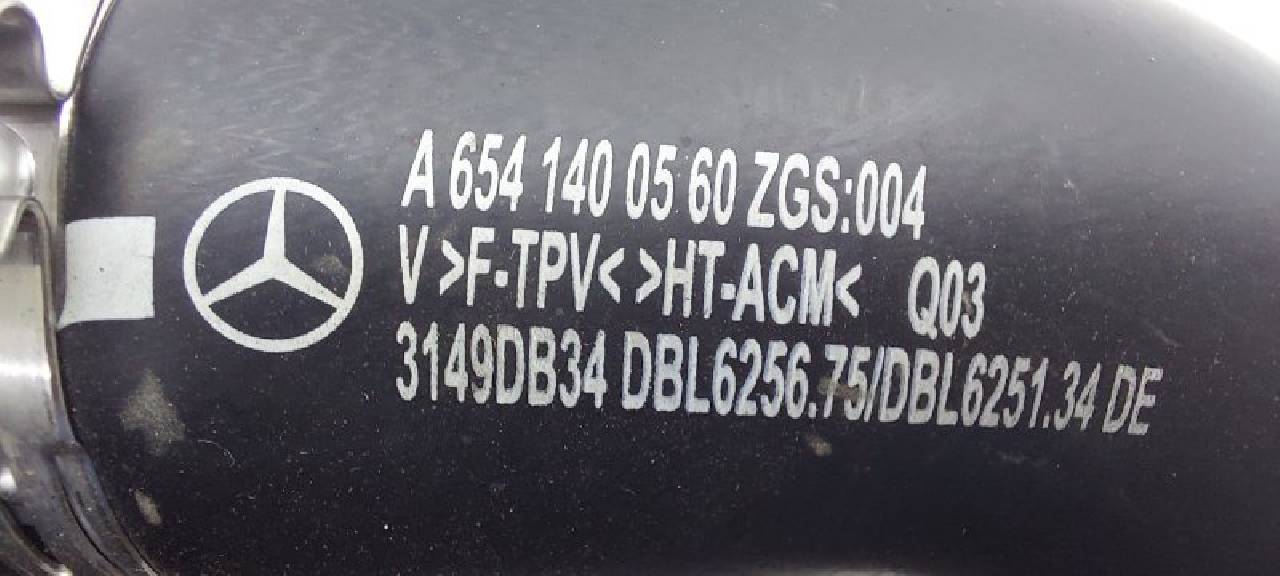 A 654 140 05 60 ZGS:004
V >F-TPV< >HT-ACM< Q03
3149DB34 DBL6256.75/DBL6251.34 DE